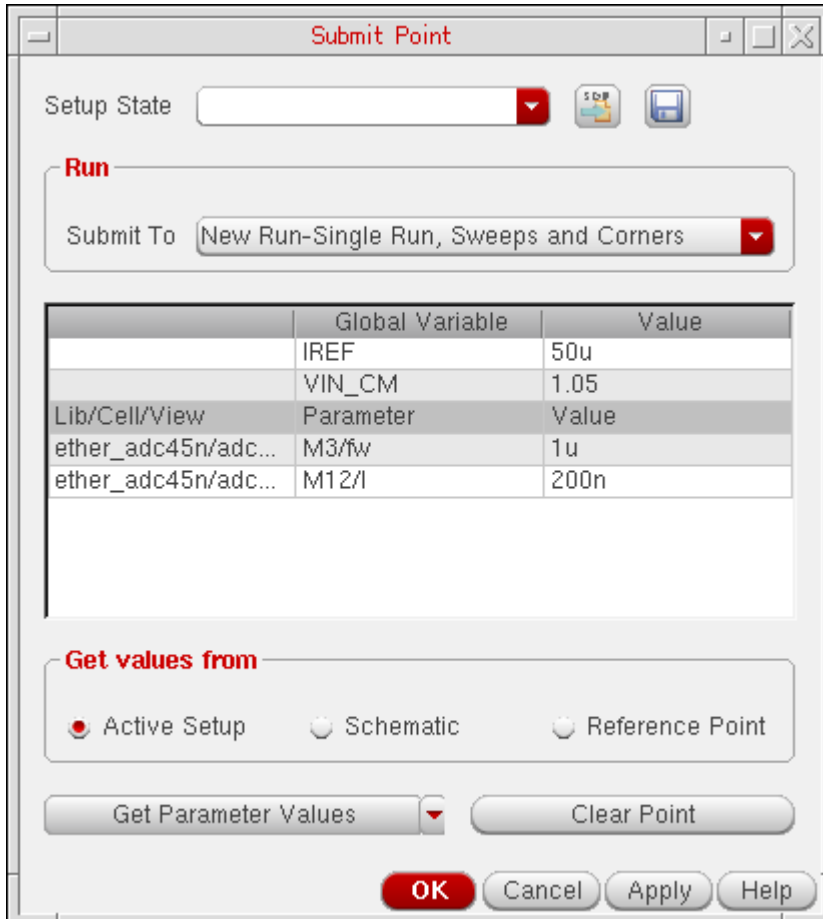 Submit Point
Setup State
Run
Submit To New Run-Single Run, Sweeps and Corners
Global Variable Value
IREF 50u
VIN_CM 1.05
Lib/Cell/View Parameter Value
ether_adc45n/adc... M3/fw 1u
ether_adc45n/adc... M12/l 200n
Get values from
Active Setup Schematic Reference Point
Get Parameter Values Clear Point
OK Cancel Apply Help